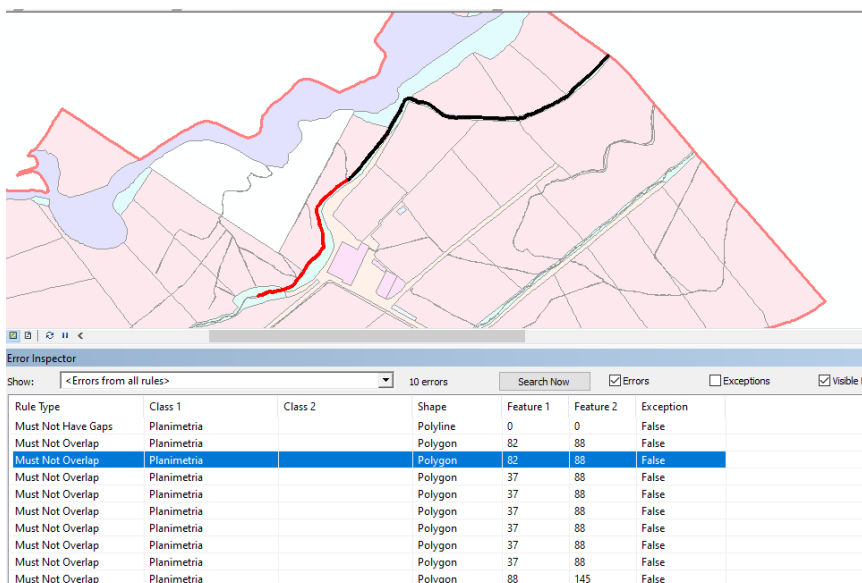 Error Inspector
Show: <Errors from all rules> 10 errors Search Now Errors Exceptions Visible
Rule Type Class 1 Class 2 Shape Feature 1 Feature 2 Exception
Must Not Have Gaps Planimetria Polyline 0 0 False
Must Not Overlap Planimetria Polygon 82 88 False
Must Not Overlap Planimetria Polygon 82 88 False
Must Not Overlap Planimetria Polygon 37 88 False
Must Not Overlap Planimetria Polygon 37 88 False
Must Not Overlap Planimetria Polygon 37 88 False
Must Not Overlap Planimetria Polygon 37 88 False
Must Not Overlap Planimetria Polygon 37 88 False
Must Not Overlap Planimetria Polygon 37 88 False
Must Not Overlap Planimetria Polygon 88 145 False